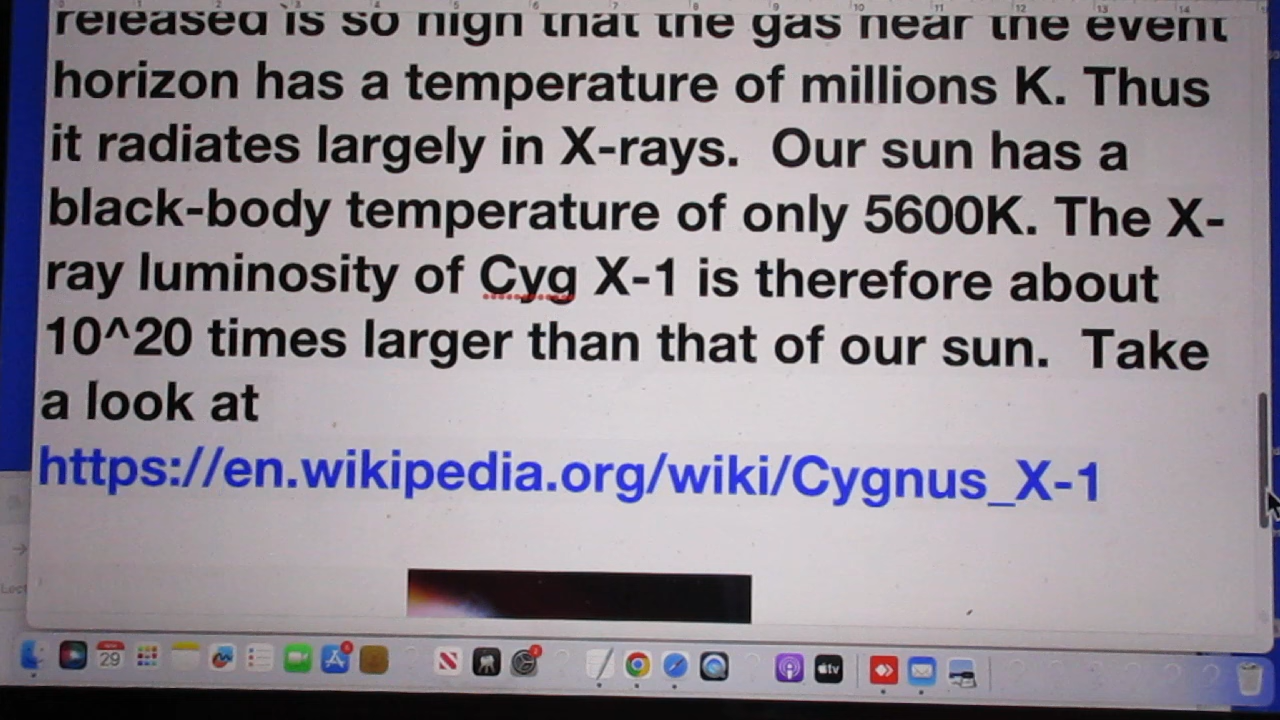 released is so high that the gas near the event
horizon has a temperature of millions K. Thus
it radiates largely in X-rays.  Our sun has a
black-body temperature of only 5600K. The X-
ray luminosity of Cyg X-1 is therefore about
10^20 times larger than that of our sun.  Take
a look at
https://en.wikipedia.org/wiki/Cygnus_X-1
29
tv